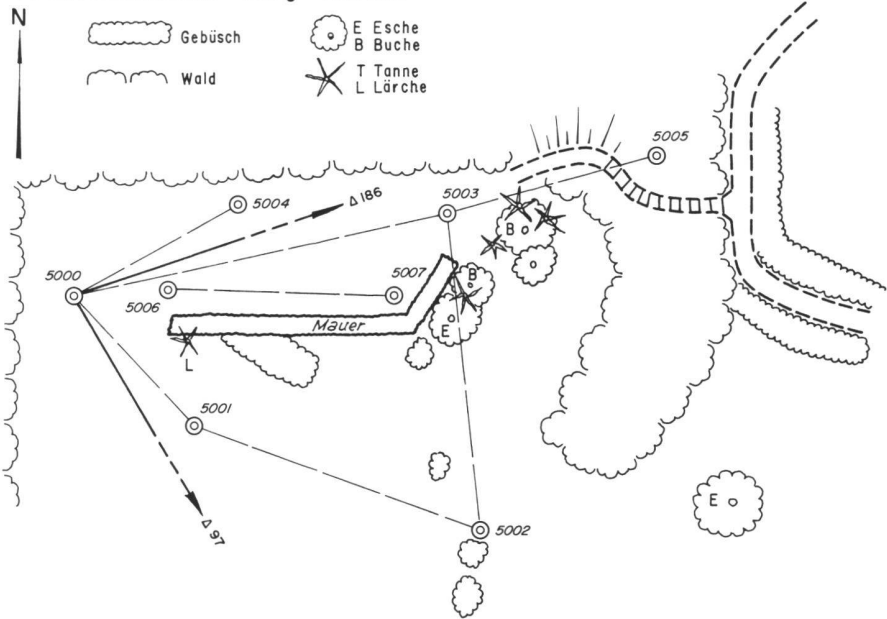 N
Gebüsch
Wald
E Esche
B Buche
T Tanne
L Lärche
5005
5004
Δ 186
5003
B
5000
5006
5007
B
Mauer
E
L
5001
E
5002
Δ 97